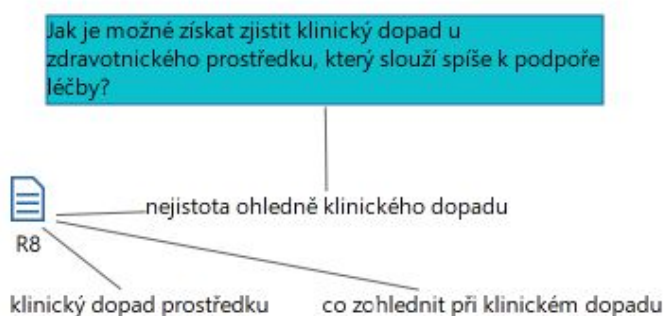 Jak je možné získat zjistit klinický dopad u
zdravotnického prostředku, který slouží spíše k podpoře
léčby?
nejistota ohledně klinického dopadu
R8
klinický dopad prostředku
co zohlednit při klinickém dopadu